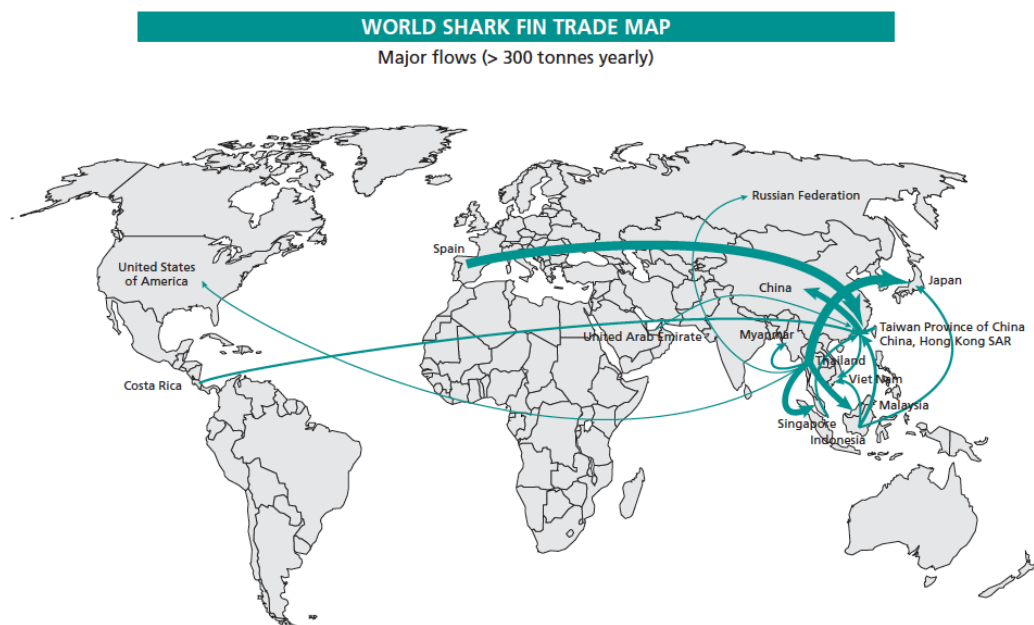 WORLD SHARK FIN TRADE MAP
Major flows (> 300 tonnes yearly)
Russian Federation
Spain
United States
of America
China
Japan
United Arab Emirate
Myanmar
Taiwan Province of China
China, Hong Kong SAR
Thailand
Costa Rica
Viet Nam
Malaysia
Singapore
Indonesia